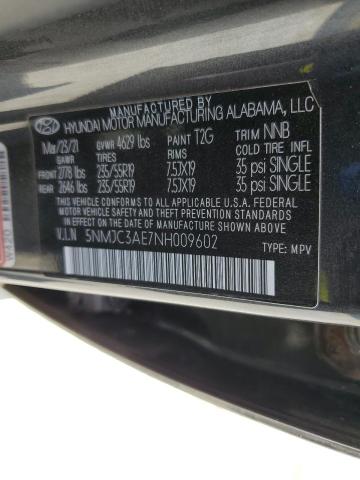 MANUFACTURED BY
HYUNDAI MOTOR MANUFACTURING ALABAMA, LLC
Mar/23/21 GVWR 4629 lbs PAINT T2G TRIM NNB
GAWR TIRES RIMS COLD TIRE INFL.
FRONT 2778 lbs 235/55R19 7.5JX19 35 psi SINGLE
REAR 2646 lbs 235/55R19 7.5JX19 35 psi SINGLE
THIS VEHICLE CONFORMS TO ALL APPLICABLE U.S.A. FEDERAL
MOTOR VEHICLE SAFETY, BUMPER, AND THEFT PREVENTION
STANDARDS IN EFFECT ON THE DATE OF MANUFACTURE SHOWN ABOVE.
V.I.N 5NMJC3AE7NH009602
TYPE: MPV
W420